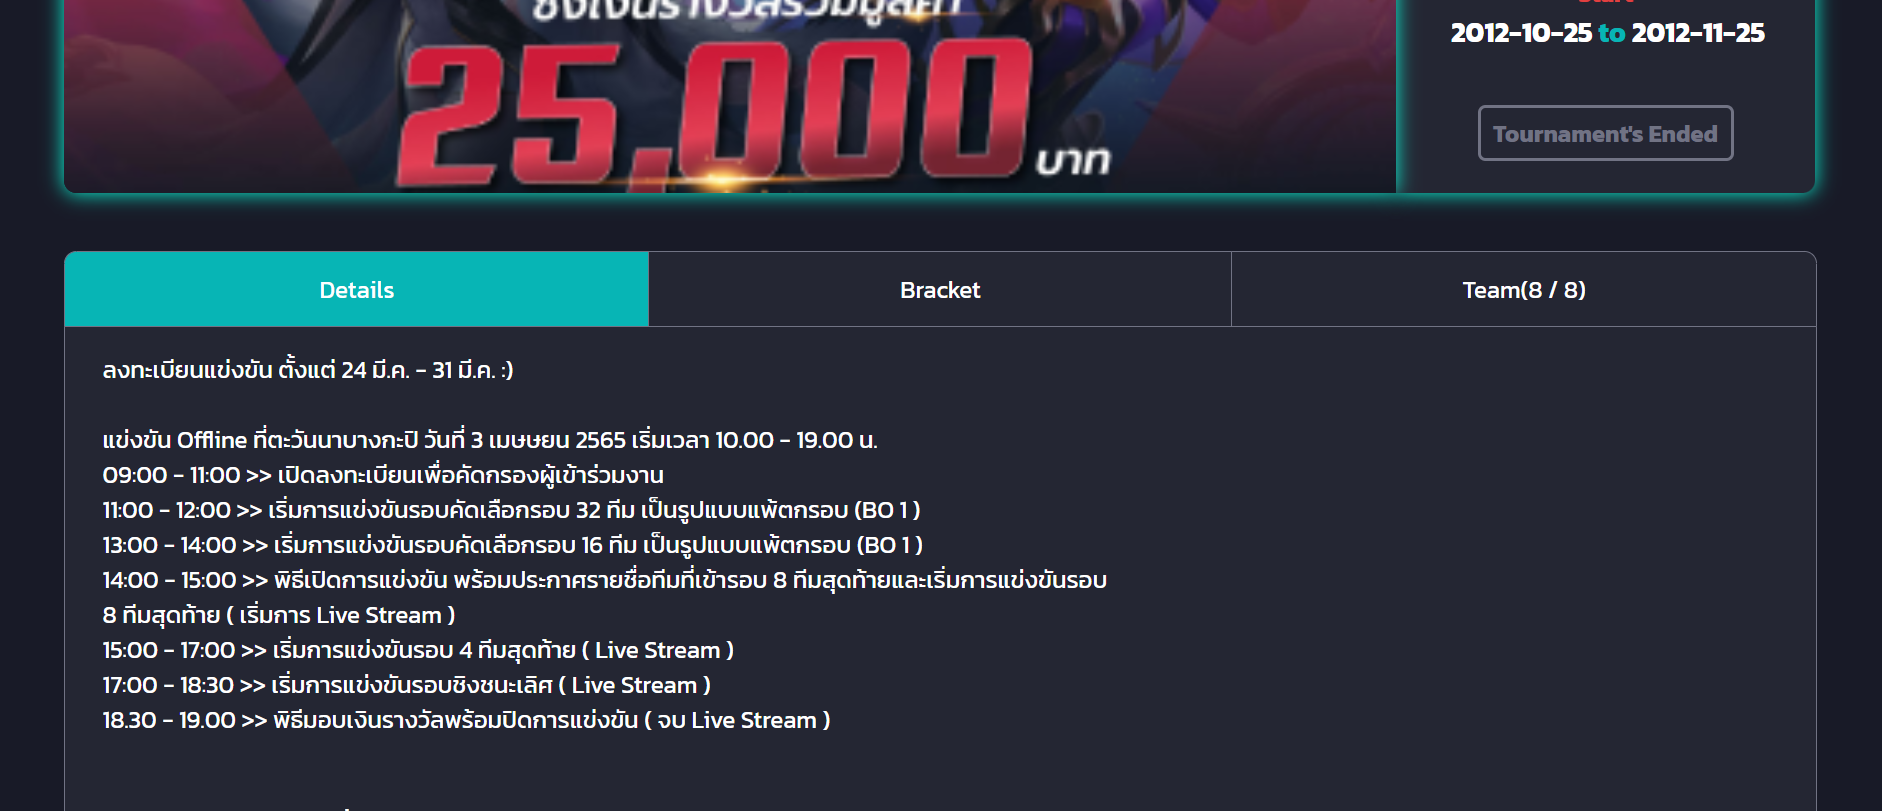 ชิงเงินรางวัลรวมมูลค่า
25,000 บาท
Start
2012-10-25 to 2012-11-25
Tournament's Ended
Details
Bracket
Team(8 / 8)
ลงทะเบียนแข่งขัน ตั้งแต่ 24 มี.ค. - 31 มี.ค. :)
แข่งขัน Offline ที่ตะวันนาบางกะปิ วันที่ 3 เมษษยน 2565 เริ่มเวลา 10.00 - 19.00 น.
09:00 - 11:00 >> เปิดลงทะเบียนเพื่อคัดกรองผู้เข้าร่วมงาน
11:00 - 12:00 >> เริ่มการแข่งขันรอบคัดเลือกรอบ 32 ทีม เป็นรูปแบบแพ้ตกรอบ (BO 1 )
13:00 - 14:00 >> เริ่มการแข่งขันรอบคัดเลือกรอบ 16 ทีม เป็นรูปแบบแพ้ตกรอบ (BO 1 )
14:00 - 15:00 >> พิธีเปิดการแข่งขัน พร้อมประกาศรายชื่อทีมที่เข้ารอบ 8 ทีมสุดท้ายและเริ่มการแข่งขันรอบ
8 ทีมสุดท้าย ( เริ่มการ Live Stream )
15:00 - 17:00 >> เริ่มการแข่งขันรอบ 4 ทีมสุดท้าย ( Live Stream )
17:00 - 18:30 >> เริ่มการแข่งขันรอบชิงชนะเลิศ ( Live Stream )
18.30 - 19.00 >> พิธีมอบเงินรางวัลพร้อมปิดการแข่งขัน ( จบ Live Stream )